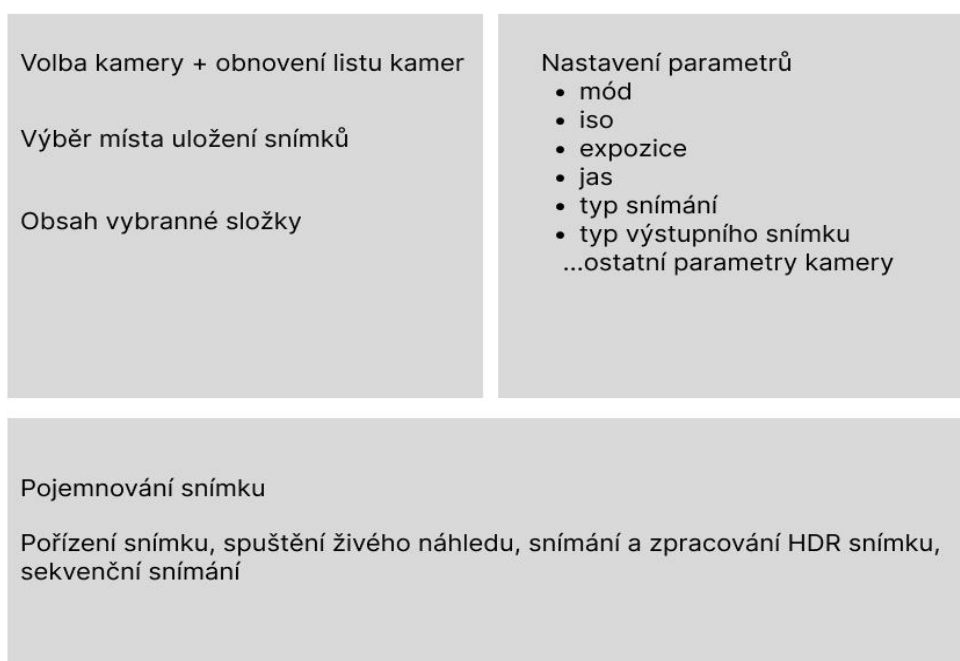 Volba kamery + obnovení listu kamer
Výběr místa uložení snímků
Obsah vybranné složky
Nastavení parametrů
• mód
• iso
• expozice
• jas
• typ snímání
• typ výstupního snímku
...ostatní parametry kamery
Pojemnování snímku
Pořízení snímku, spuštění živého náhledu, snímání a zpracování HDR snímku,
sekvenční snímání